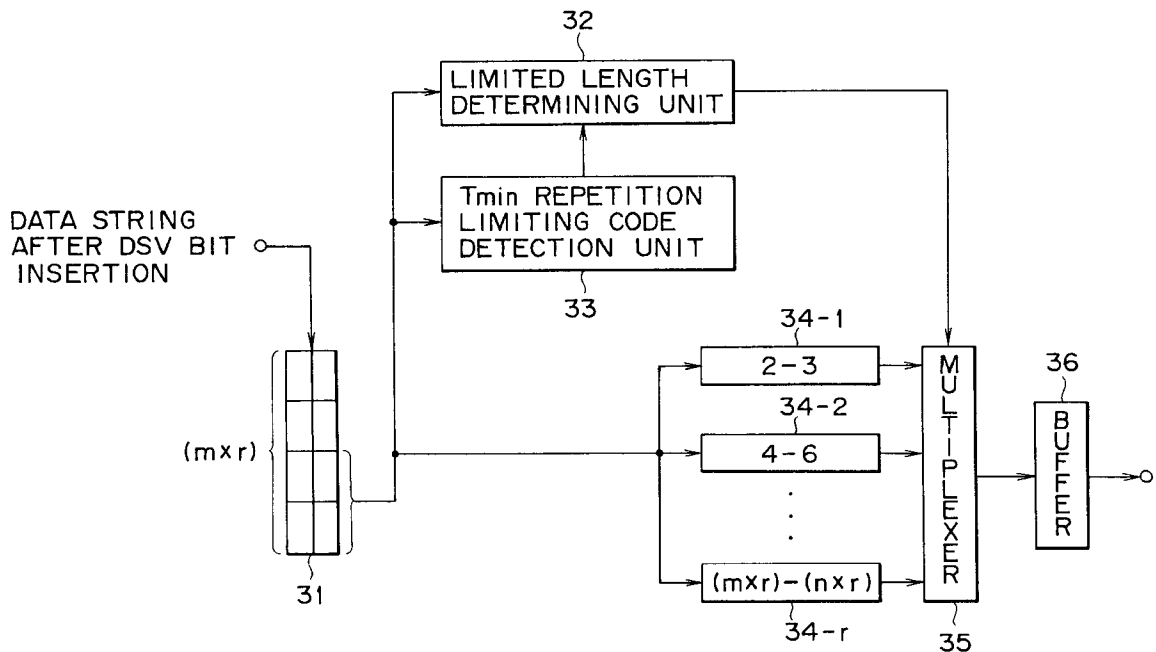 32
LIMITED LENGTH
DETERMINING UNIT
Tmin REPETITION
LIMITING CODE
DETECTION UNIT
33
DATA STRING
AFTER DSV BIT
INSERTION
(m×r)
31
34-1
2-3
34-2
4-6
(m×r)-(n×r)
34-r
MULTIPLEXER
35
36
BUFFER